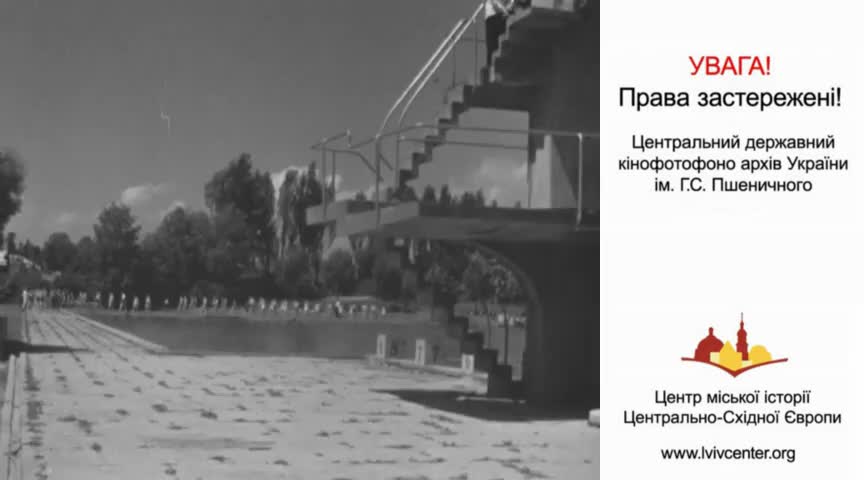 УВАГА!
Права застережені!
Центральний державний
кінофотофоно архів України
ім. Г.С. Пшеничного
Центр міської історії
Центрально-Східної Європи
www.lvivcenter.org